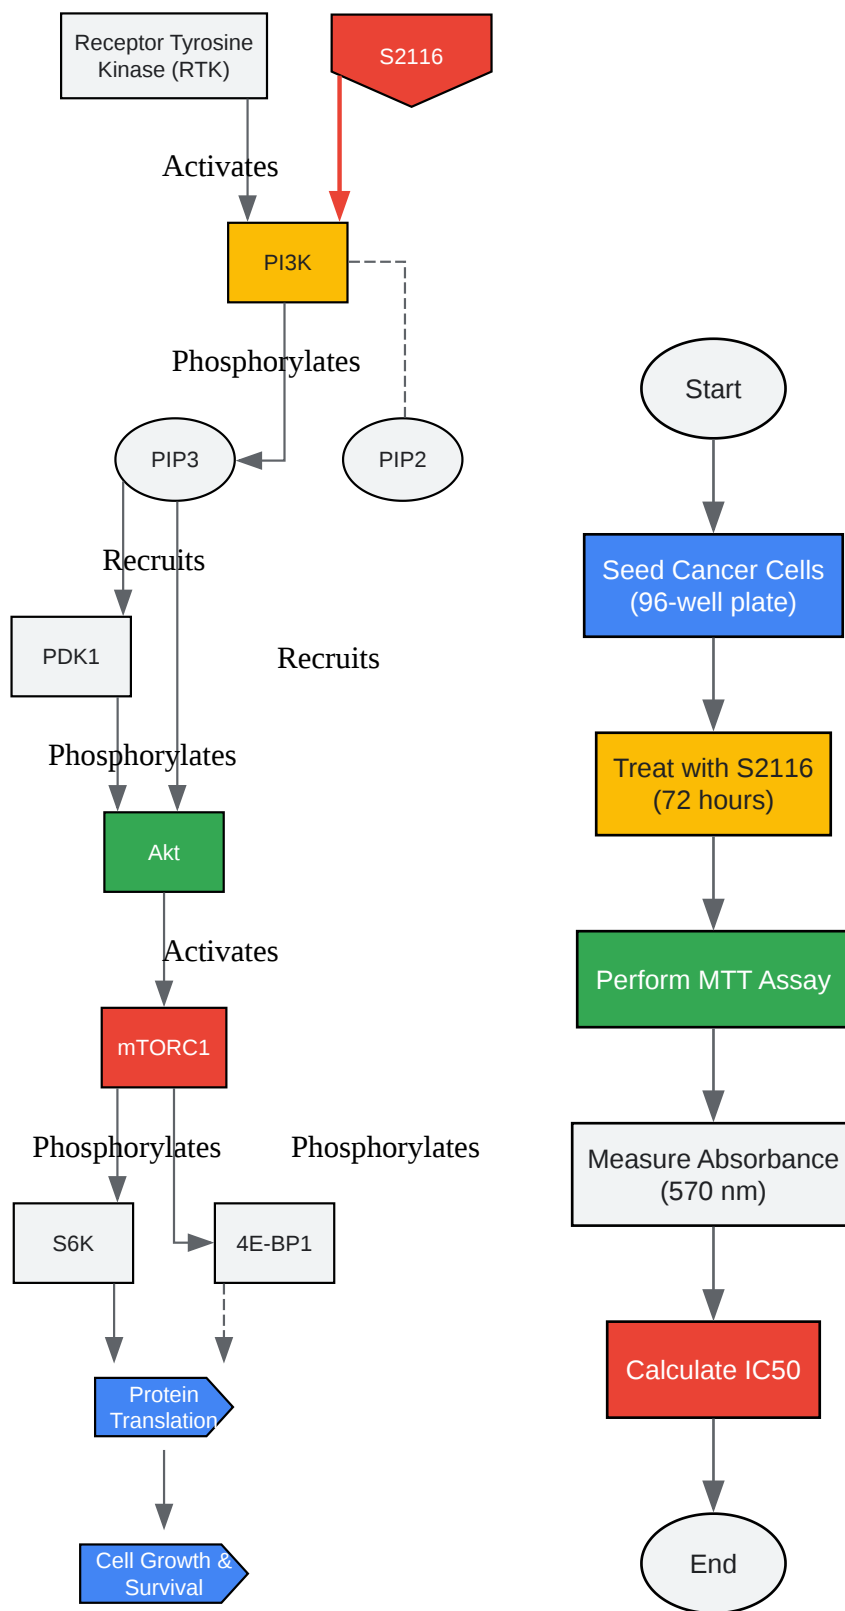 Receptor Tyrosine
Kinase (RTK)
S2116
Activates
PI3K
Phosphorylates
PIP3
PIP2
Recruits
PDK1
Recruits
Phosphorylates
Akt
Activates
mTORC1
Phosphorylates
Phosphorylates
S6K
4E-BP1
Protein
Translation
Cell Growth &
Survival
Start
Seed Cancer Cells
(96-well plate)
Treat with S2116
(72 hours)
Perform MTT Assay
Measure Absorbance
(570 nm)
Calculate IC50
End